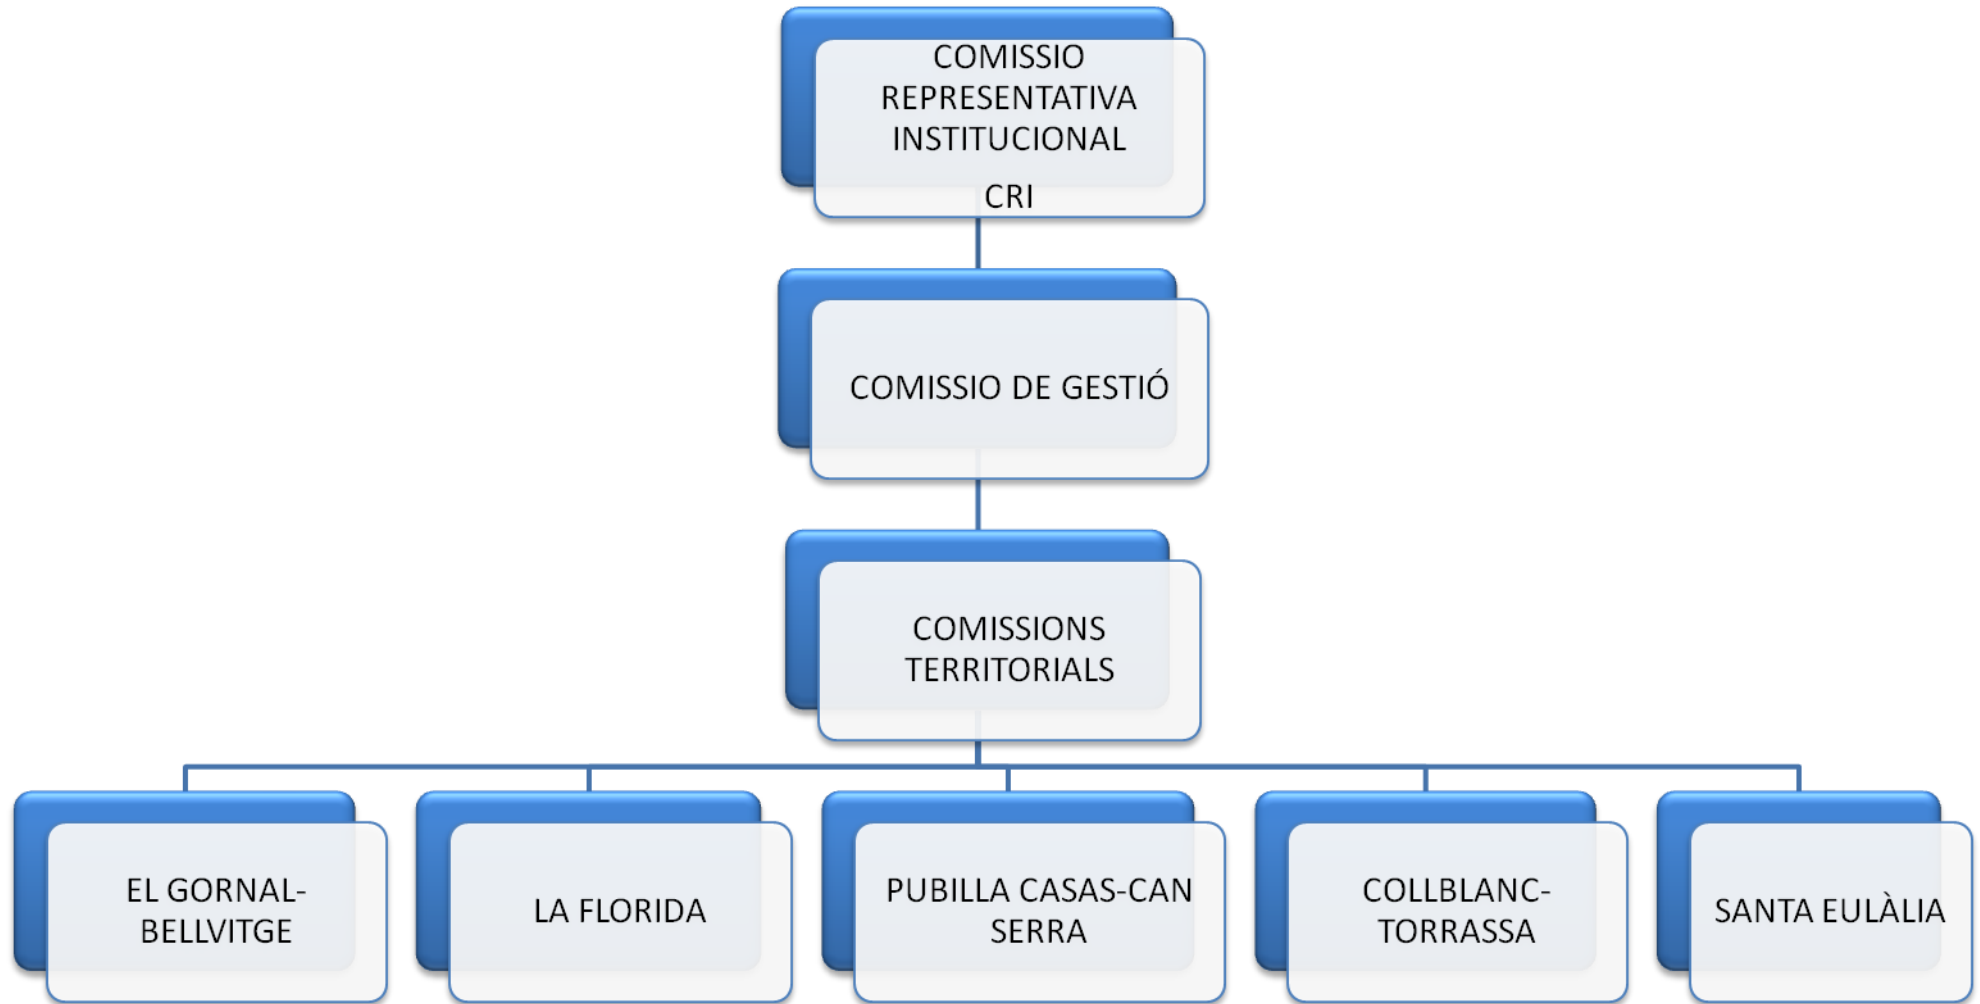 COMISSIO
REPRESENTATIVA
INSTITUCIONAL
CRI
COMISSIO DE GESTIÓ
COMISSIONS
TERRITORIALS
EL GORNAL-
BELLVITGE
LA FLORIDA
PUBILLA CASAS-CAN
SERRA
COLLBLANC-
TORRASSA
SANTA EULÀLIA